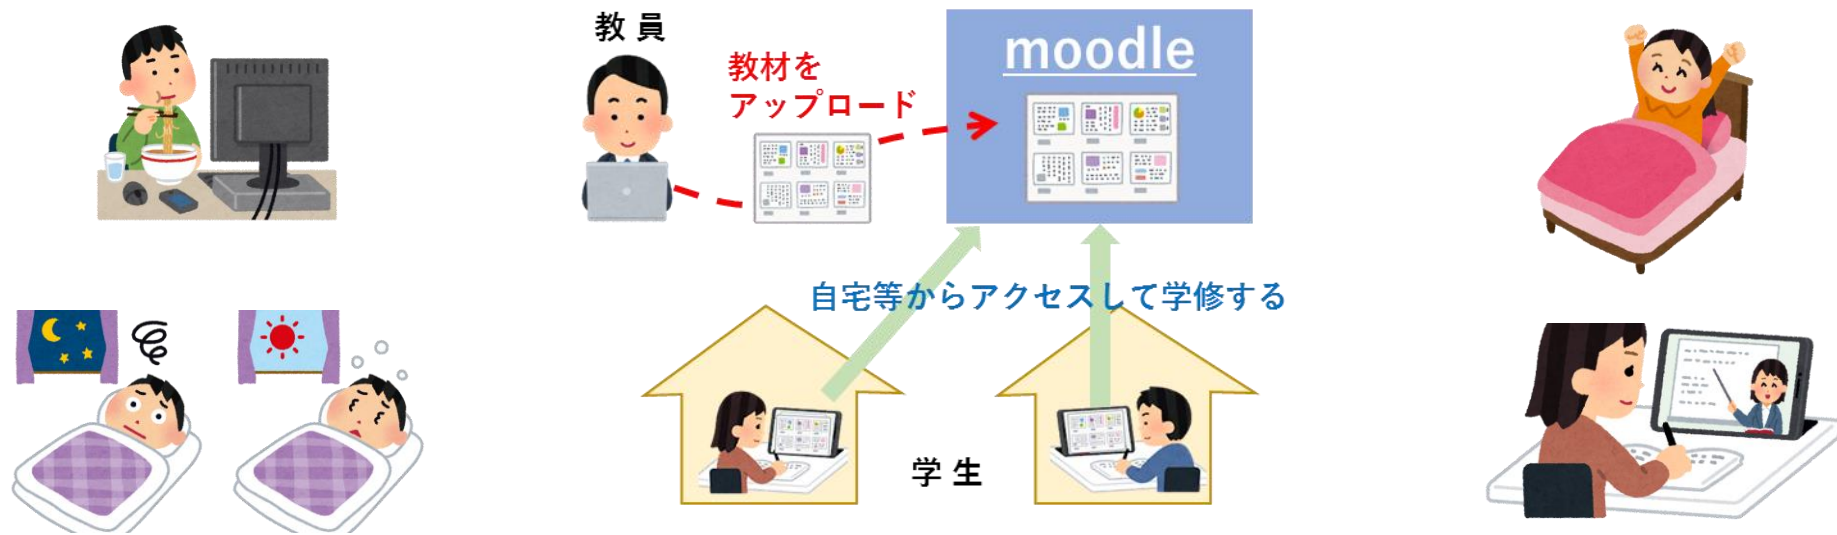 教員
教材を
アップロード
moodle
自宅等からアクセスして学修する
学生